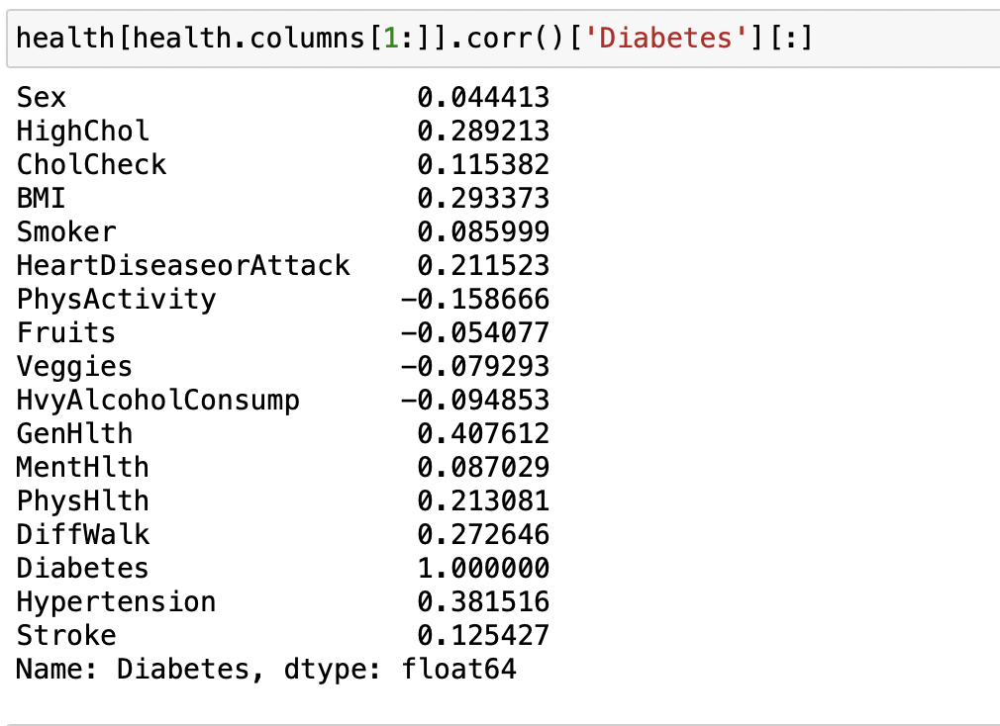 health[health.columns[1:]].corr()['Diabetes'][:]
Sex 0.044413
HighChol 0.289213
CholCheck 0.115382
BMI 0.293373
Smoker 0.085999
HeartDiseaseorAttack 0.211523
PhysActivity -0.158666
Fruits -0.054077
Veggies -0.079293
HvyAlcoholConsump -0.094853
GenHlth 0.407612
MentHlth 0.087029
PhysHlth 0.213081
DiffWalk 0.272646
Diabetes 1.000000
Hypertension 0.381516
Stroke 0.125427
Name: Diabetes, dtype: float64